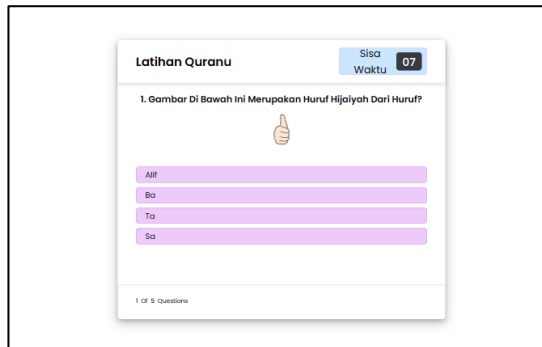 Latihan Quranu
Sisa
Waktu
07
1. Gambar Di Bawah Ini Merupakan Huruf Hijaiyah Dari Huruf?
Alif
Ba
Ta
Sa
1 Of 5 Questions